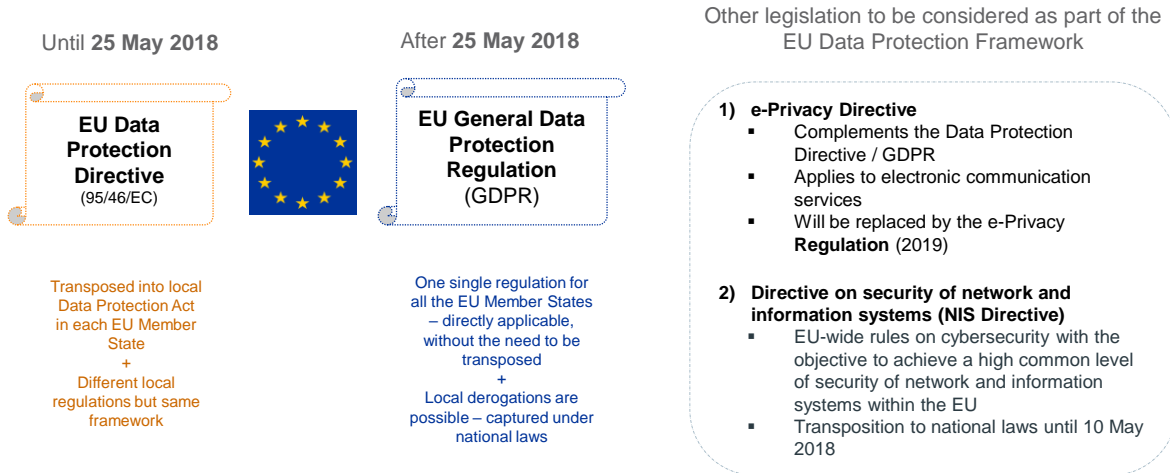 Until 25 May 2018
EU Data
Protection
Directive
(95/46/EC)
Transposed into local
Data Protection Act
in each EU Member
State
+
Different local
regulations but same
framework
After 25 May 2018
EU General Data
Protection
Regulation
(GDPR)
One single regulation for
all the EU Member States
– directly applicable,
without the need to be
transposed
+
Local derogations are
possible – captured under
national laws
Other legislation to be considered as part of the
EU Data Protection Framework
1) e-Privacy Directive
▪ Complements the Data Protection
Directive / GDPR
▪ Applies to electronic communication
services
▪ Will be replaced by the e-Privacy
Regulation (2019)
2) Directive on security of network and
information systems (NIS Directive)
▪ EU-wide rules on cybersecurity with the
objective to achieve a high common level
of security of network and information
systems within the EU
▪ Transposition to national laws until 10 May
2018